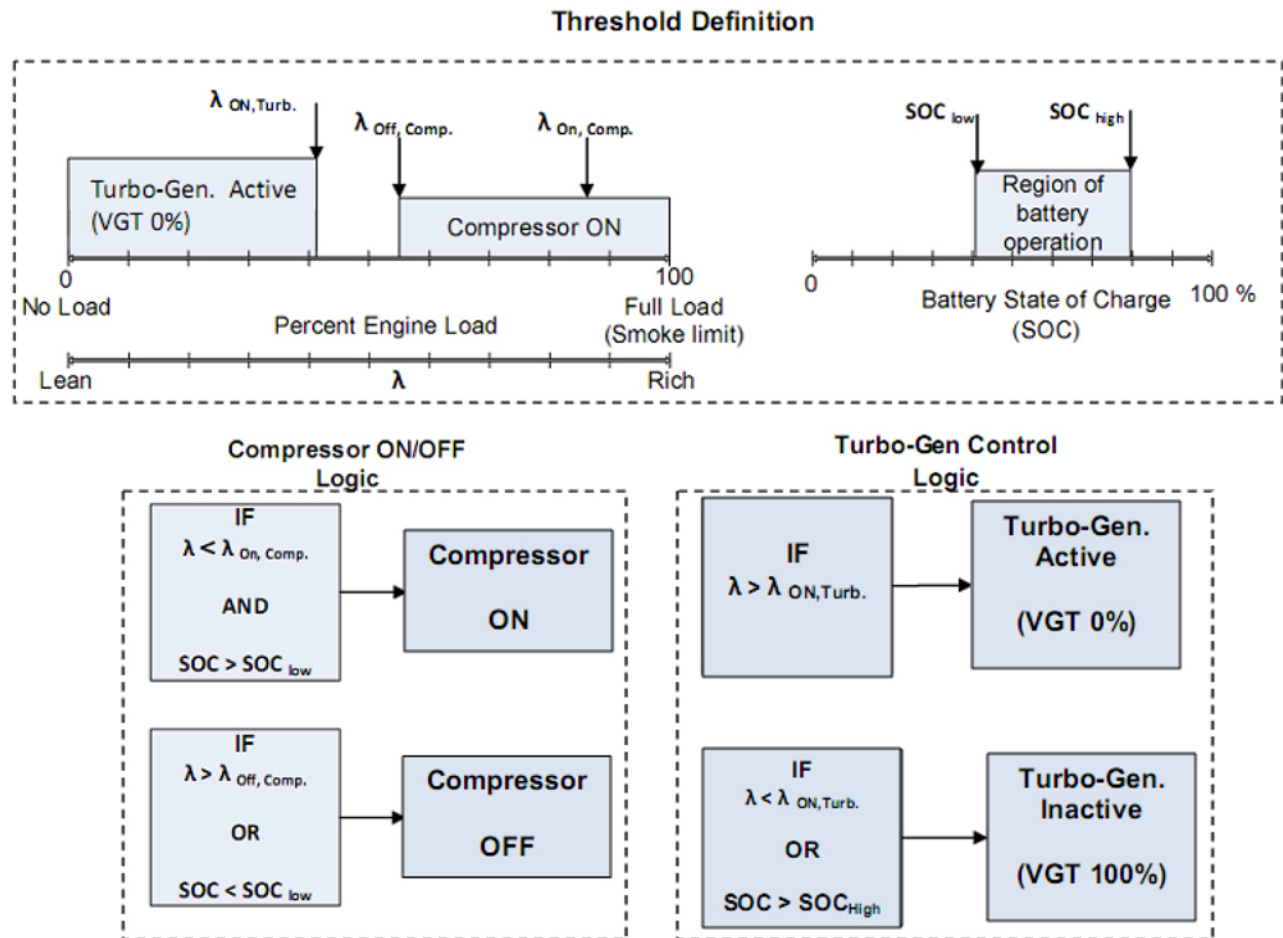 Threshold Definition
λ ON,Turb.
λ Off, Comp.
λ On, Comp.
SOC low
SOC high
Turbo-Gen. Active
(VGT 0%)
Compressor ON
Region of
battery
operation
0
100
0
100 %
No Load
Full Load
(Smoke limit)
Percent Engine Load
Battery State of Charge
(SOC)
Lean
λ
Rich
Compressor ON/OFF
Logic
IF
λ < λ On, Comp.
AND
SOC > SOC low
Compressor
ON
IF
λ > λ Off, Comp.
OR
SOC < SOC low
Compressor
OFF
Turbo-Gen Control
Logic
IF
λ > λ ON,Turb.
Turbo-Gen.
Active
(VGT 0%)
IF
λ < λ ON,Turb.
OR
SOC > SOCHigh
Turbo-Gen.
Inactive
(VGT 100%)